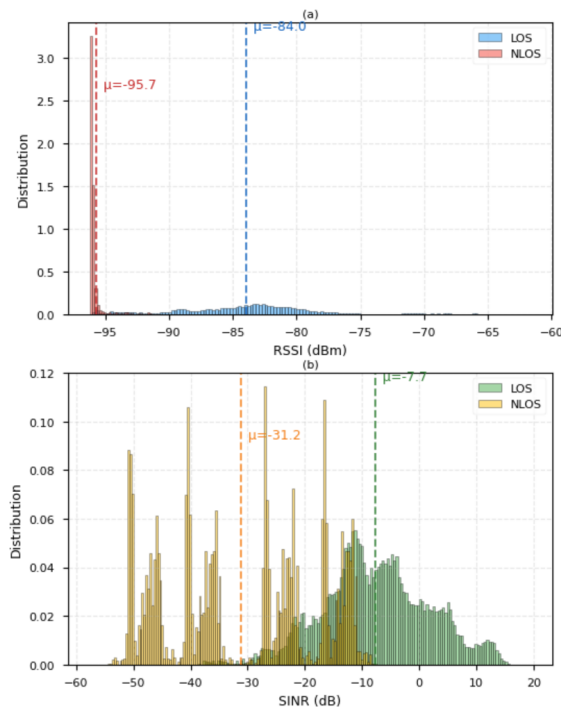 (a)
μ=-84.0
LOS
NLOS
μ=-95.7
Distribution
3.0
2.5
2.0
1.5
1.0
0.5
0.0
−95
−90
−85
−80
−75
−70
−65
−60
RSSI (dBm)
(b)
μ=-7.7
LOS
NLOS
μ=-31.2
Distribution
0.12
0.10
0.08
0.06
0.04
0.02
0.00
−60
−50
−40
−30
−20
−10
0
10
20
SINR (dB)